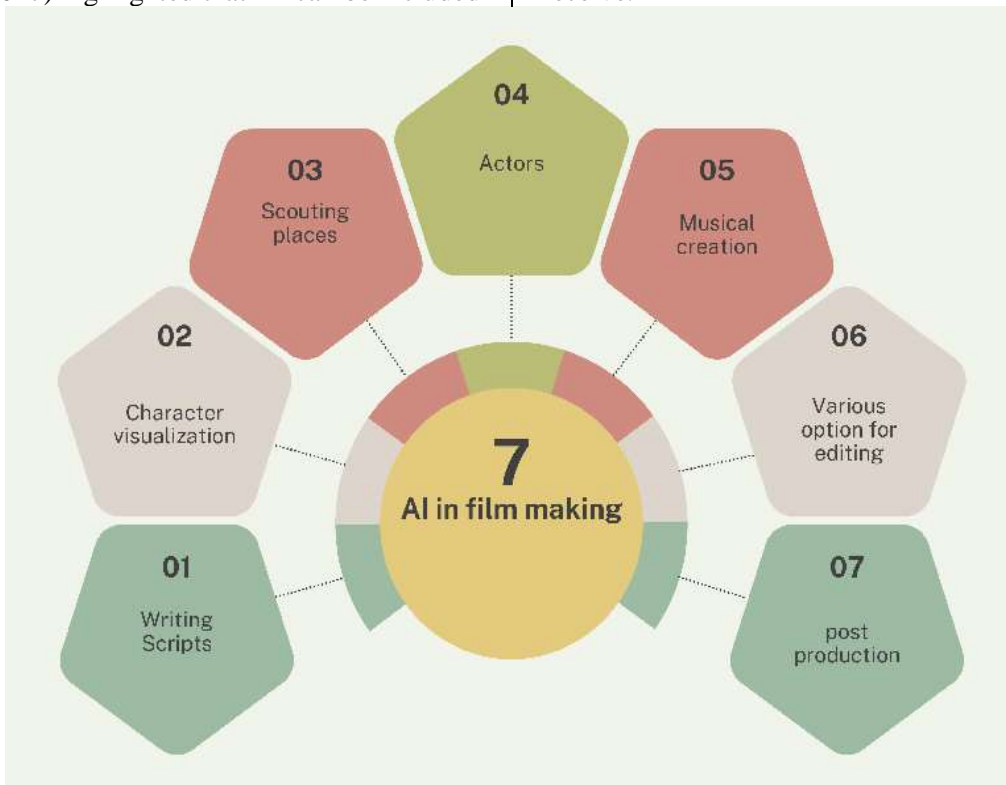 04
Actors
03
Scouting
places
05
Musical
creation
02
Character
visualization
06
Various
option for
editing
7
AI in film making
01
Writing
Scripts
07
post
production